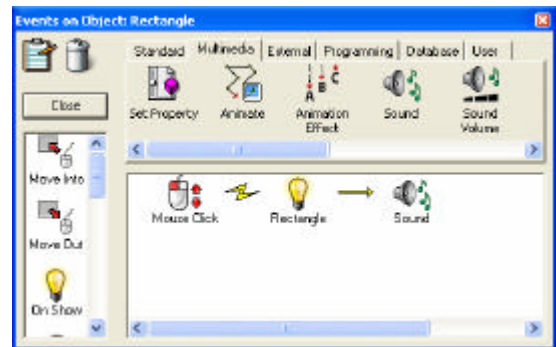 Events on Object: Rectangle
Standard Multimedia External Programming Database User
Close
Set Property Animate Animation Effect Sound Sound Volume
A B C
Move Into
Move Out
On Show
Mouse Click Rectangle Sound